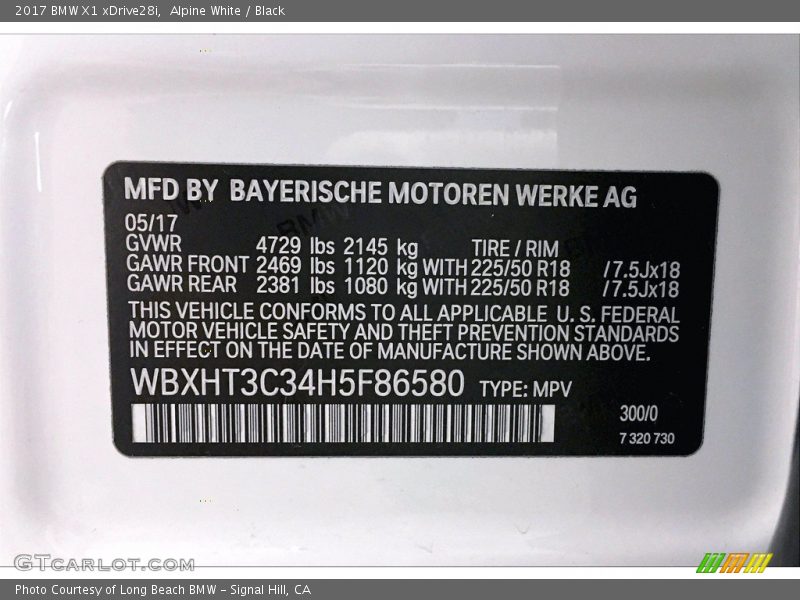 2017 BMW X1 xDrive28i, Alpine White / Black
MFD BY BAYERISCHE MOTOREN WERKE AG
05/17
GVWR 4729 lbs 2145 kg TIRE / RIM
GAWR FRONT 2469 lbs 1120 kg WITH 225/50 R18 /7.5Jx18
GAWR REAR 2381 lbs 1080 kg WITH 225/50 R18 /7.5Jx18
THIS VEHICLE CONFORMS TO ALL APPLICABLE U. S. FEDERAL
MOTOR VEHICLE SAFETY AND THEFT PREVENTION STANDARDS
IN EFFECT ON THE DATE OF MANUFACTURE SHOWN ABOVE.
WBXHT3C34H5F86580 TYPE: MPV
300/0
7 320 730
GTCARLOT.COM
Photo Courtesy of Long Beach BMW - Signal Hill, CA